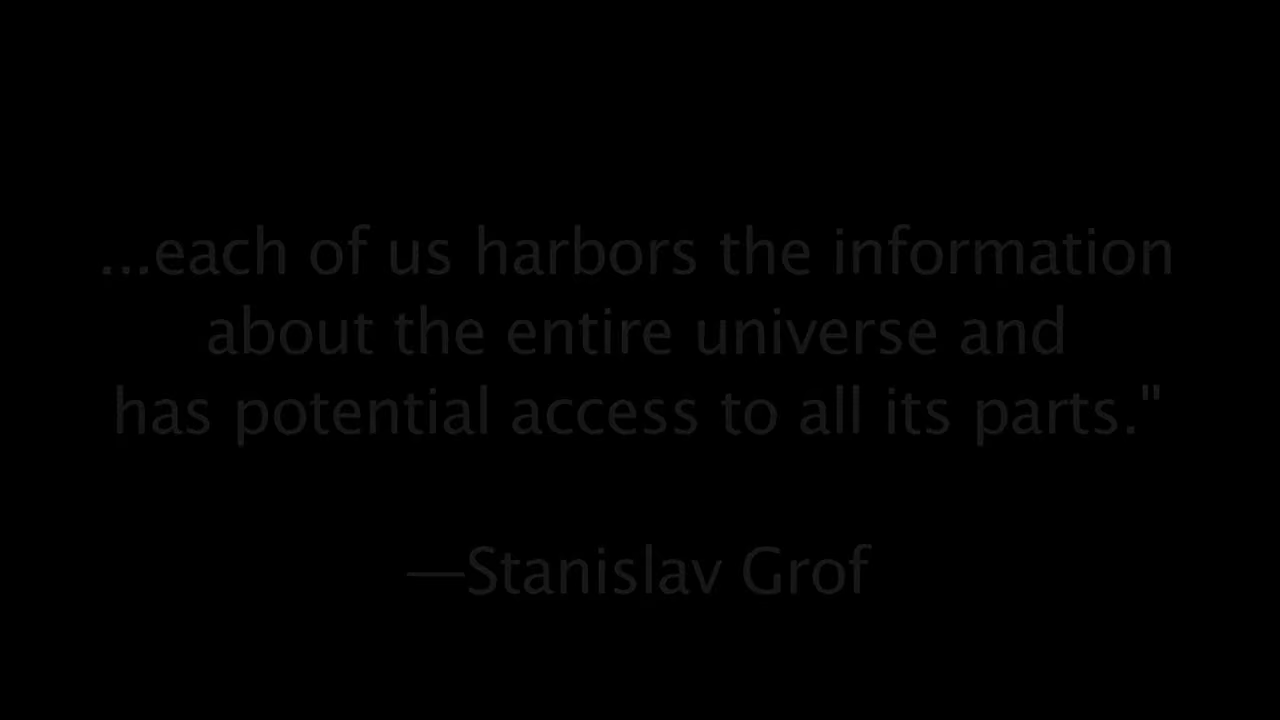 ...each of us harbors the information
about the entire universe and
has potential access to all its parts."
—Stanislav Grof